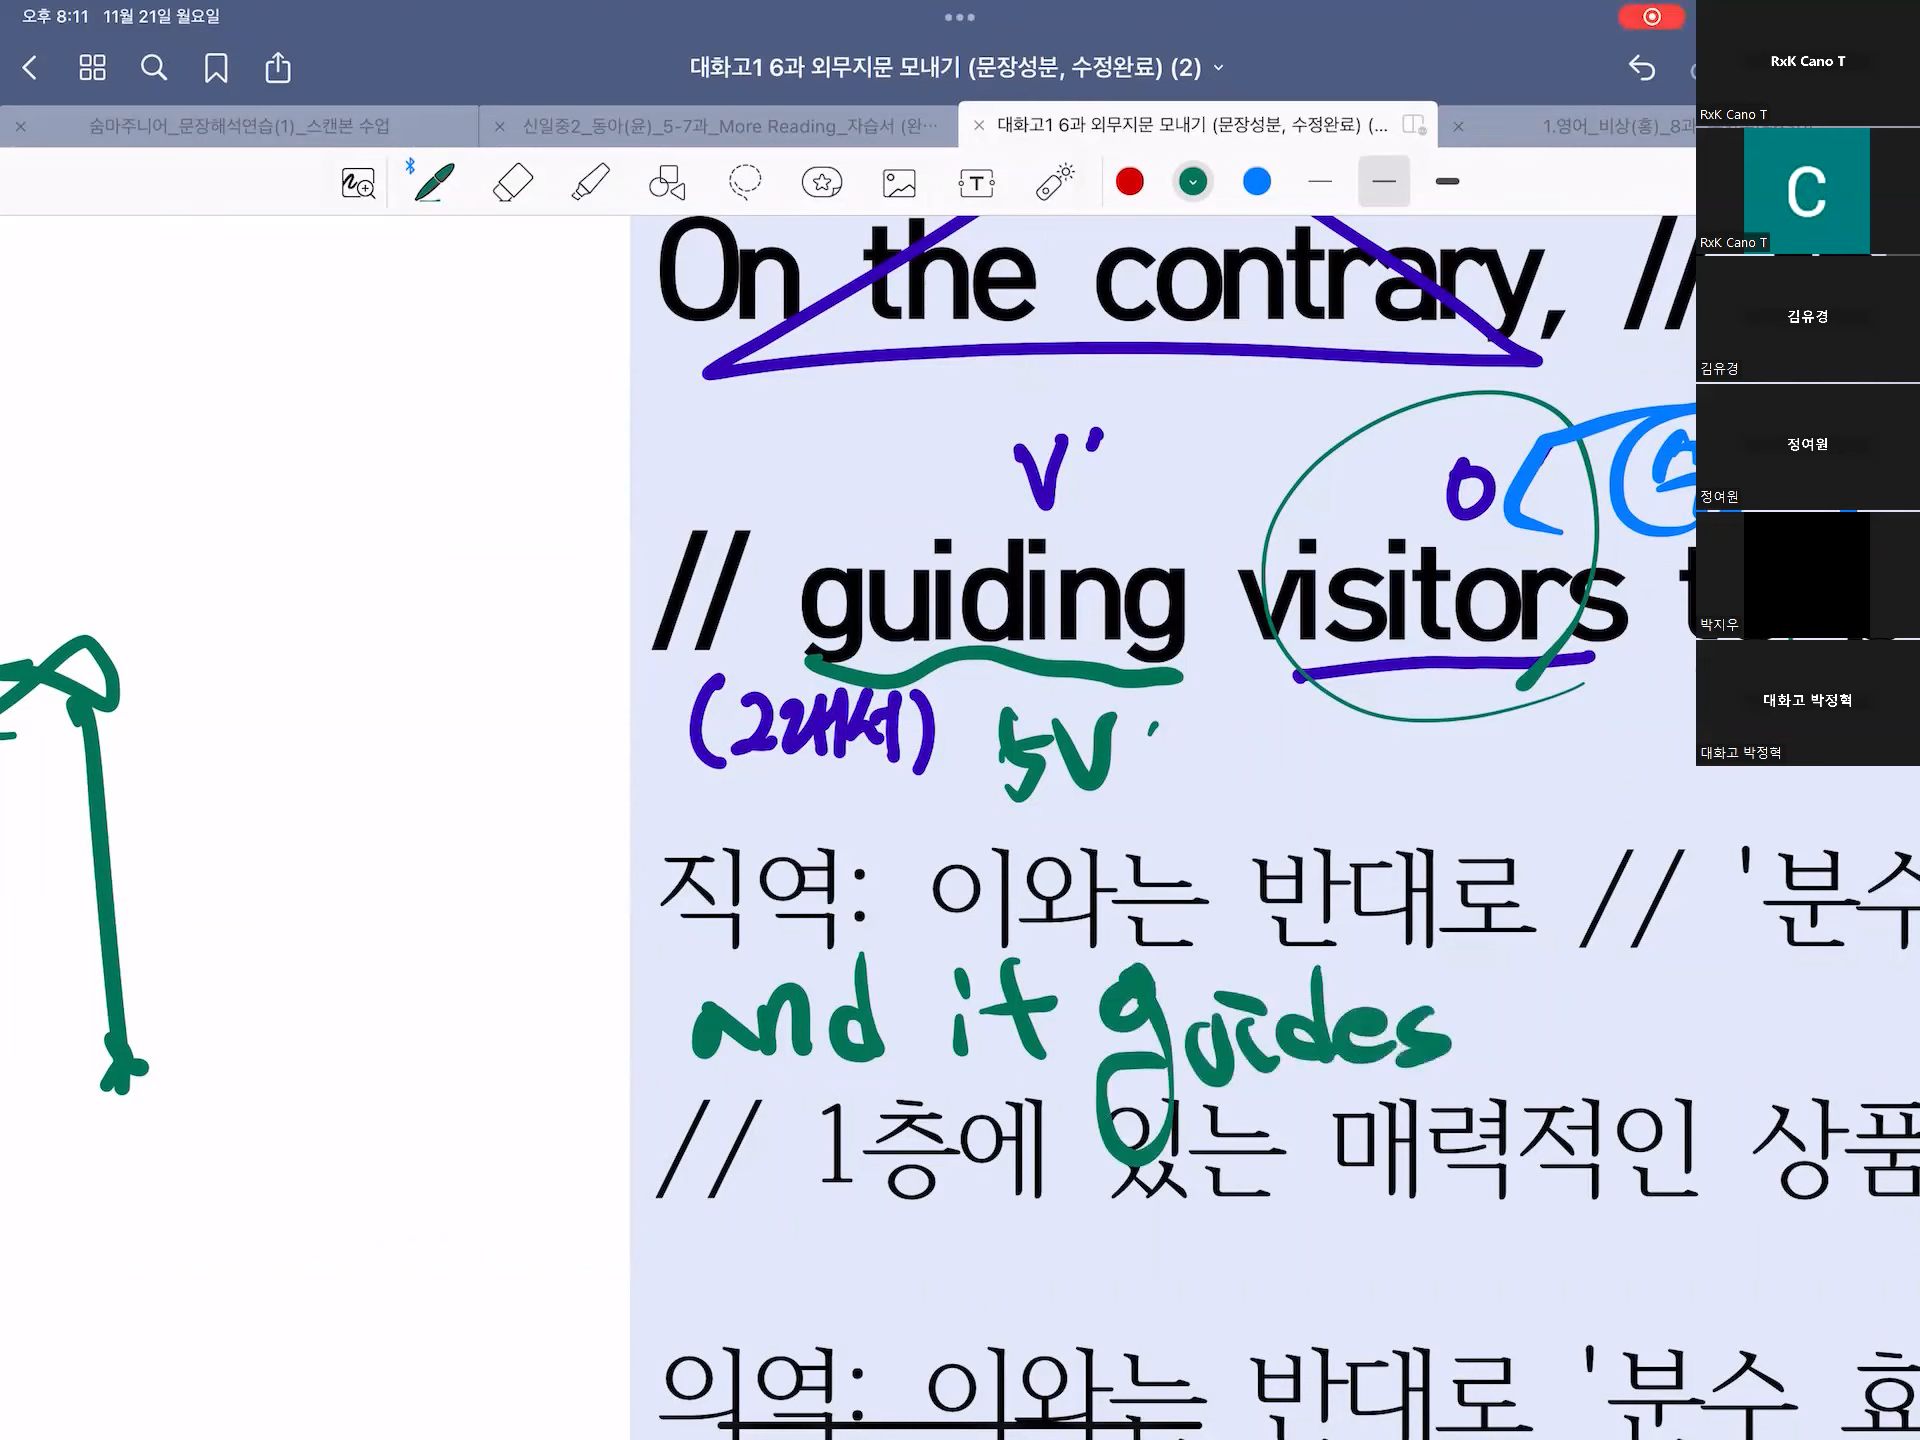 오후 8:11 11월 21일 월요일
대화고1 6과 외무지문 모내기 (문장성분, 수정완료) (2)
숨마주니어_문장해석연습(1)_스캔본 수업
신일중2_동아(윤)_5-7과_More Reading_자습서 (완…
대화고1 6과 외무지문 모내기 (문장성분, 수정완료) (...
1.영어_비상(홍)_8과
On the contrary, //
V' O
// guiding visitors
(그래서) 5V'
직역: 이와는 반대로 // '분수
and it guides
// 1층에 있는 매력적인 상품
의역: 이와는 반대로 '분수 효
RxK Cano T
RxK Cano T
C
RxK Cano T
김유경
김유경
정여원
정여원
박지우
대화고 박정혁
대화고 박정혁